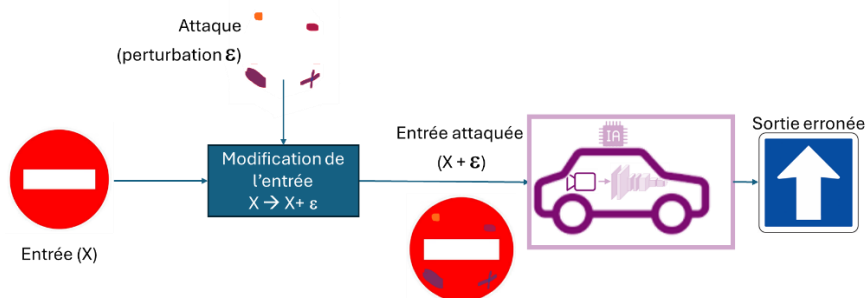 Attaque
(perturbation ε)
Modification de
l'entrée
X → X+ ε
Entrée (X)
Entrée attaquée
(X + ε)
IA
Sortie erronée